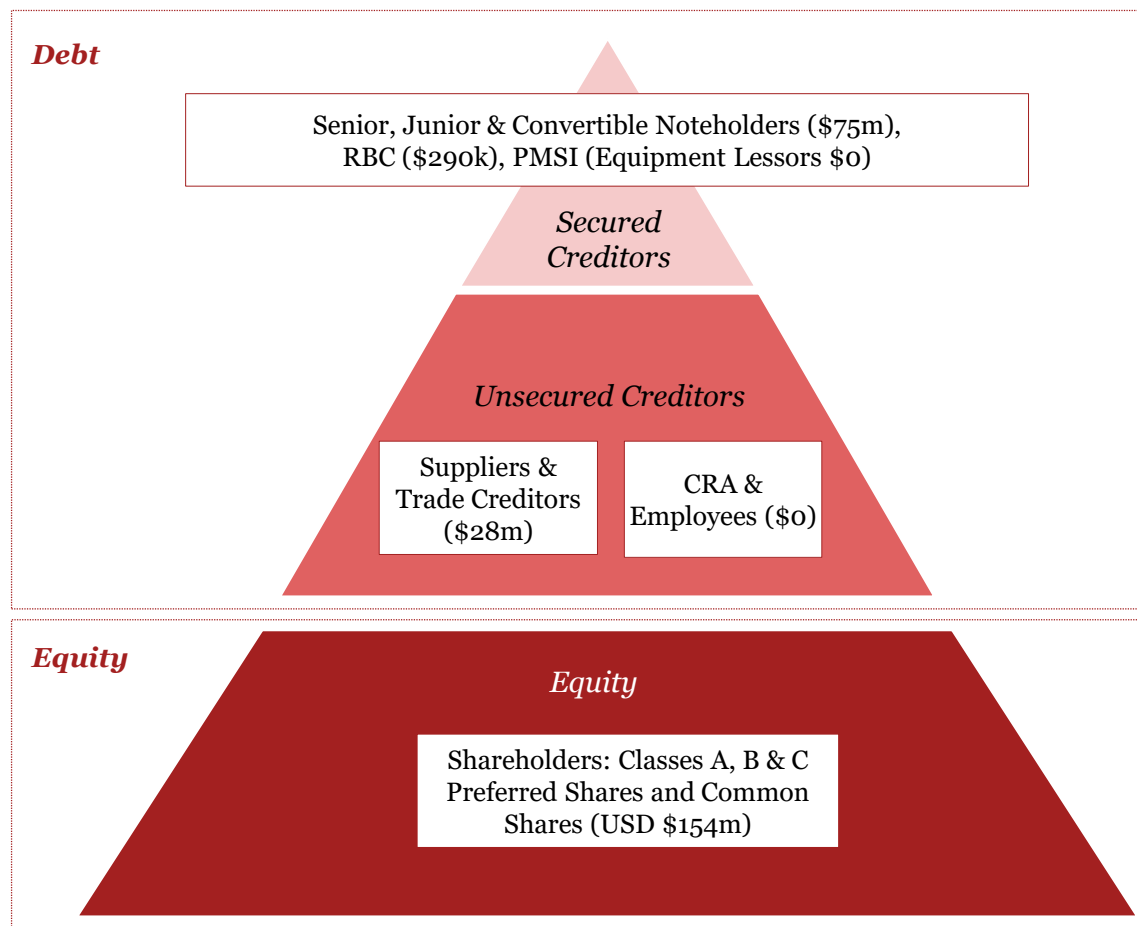 Debt
Senior, Junior & Convertible Noteholders ($75m),
RBC ($290k), PMSI (Equipment Lessors $0)
Secured
Creditors
Unsecured Creditors
Suppliers &
Trade Creditors
($28m)
CRA &
Employees ($0)
Equity
Equity
Shareholders: Classes A, B & C
Preferred Shares and Common
Shares (USD $154m)